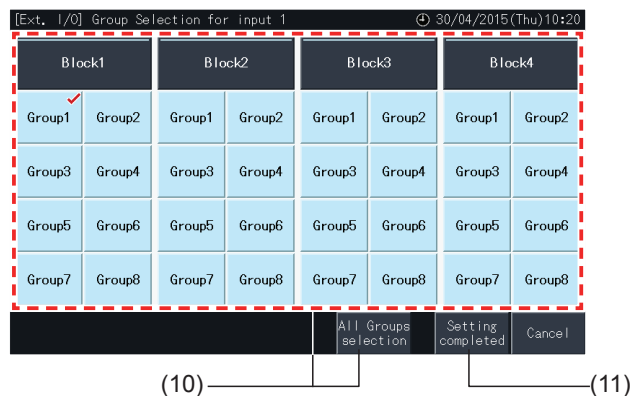 [Ext. I/O] Group Selection for input 1 30/04/2015(Thu)10:20
Block1 Block2 Block3 Block4
Group1 Group2 Group1 Group2 Group1 Group2 Group1 Group2
Group3 Group4 Group3 Group4 Group3 Group4 Group3 Group4
Group5 Group6 Group5 Group6 Group5 Group6 Group5 Group6
Group7 Group8 Group7 Group8 Group7 Group8 Group7 Group8
All Groups
selection
Setting
completed
Cancel
(10) (11)